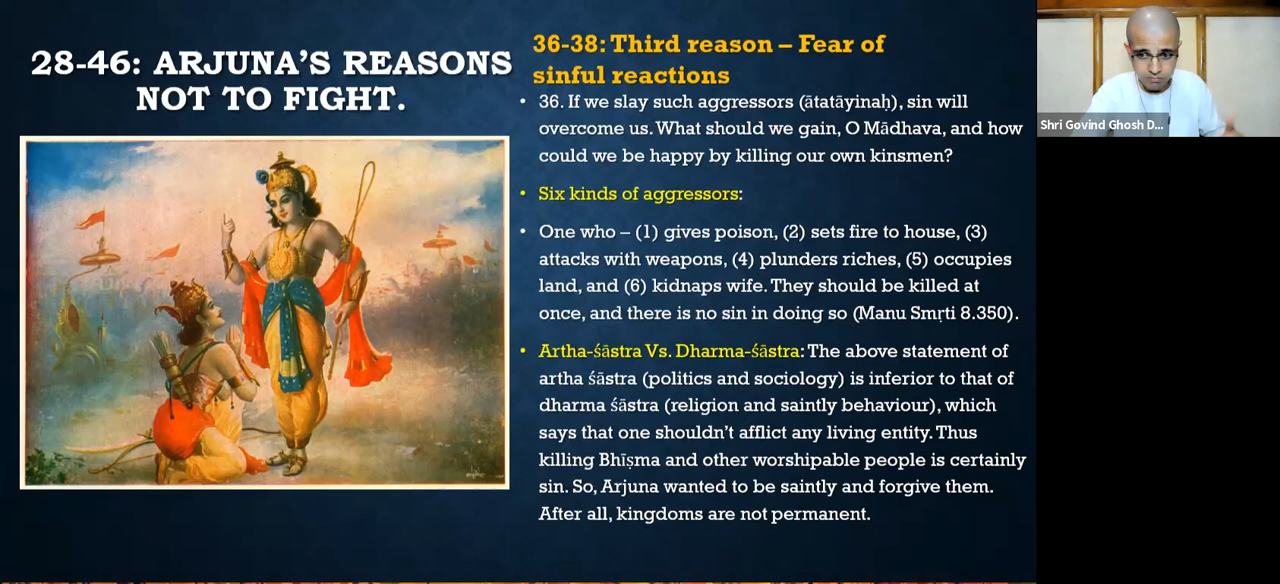 28-46: ARJUNA'S REASONS
NOT TO FIGHT.
36-38: Third reason – Fear of
sinful reactions
• 36. If we slay such aggressors (ātatāyinaḥ), sin will
overcome us. What should we gain, O Mādhava, and how
could we be happy by killing our own kinsmen?
• Six kinds of aggressors:
• One who – (1) gives poison, (2) sets fire to house, (3)
attacks with weapons, (4) plunders riches, (5) occupies
land, and (6) kidnaps wife. They should be killed at
once, and there is no sin in doing so (Manu Smṛti 8.350).
• Artha-śāstra Vs. Dharma-śāstra: The above statement of
artha śāstra (politics and sociology) is inferior to that of
dharma śāstra (religion and saintly behaviour), which
says that one shouldn't afflict any living entity. Thus
killing Bhīṣma and other worshipable people is certainly
sin. So, Arjuna wanted to be saintly and forgive them.
After all, kingdoms are not permanent.
Shri Govind Ghosh D...